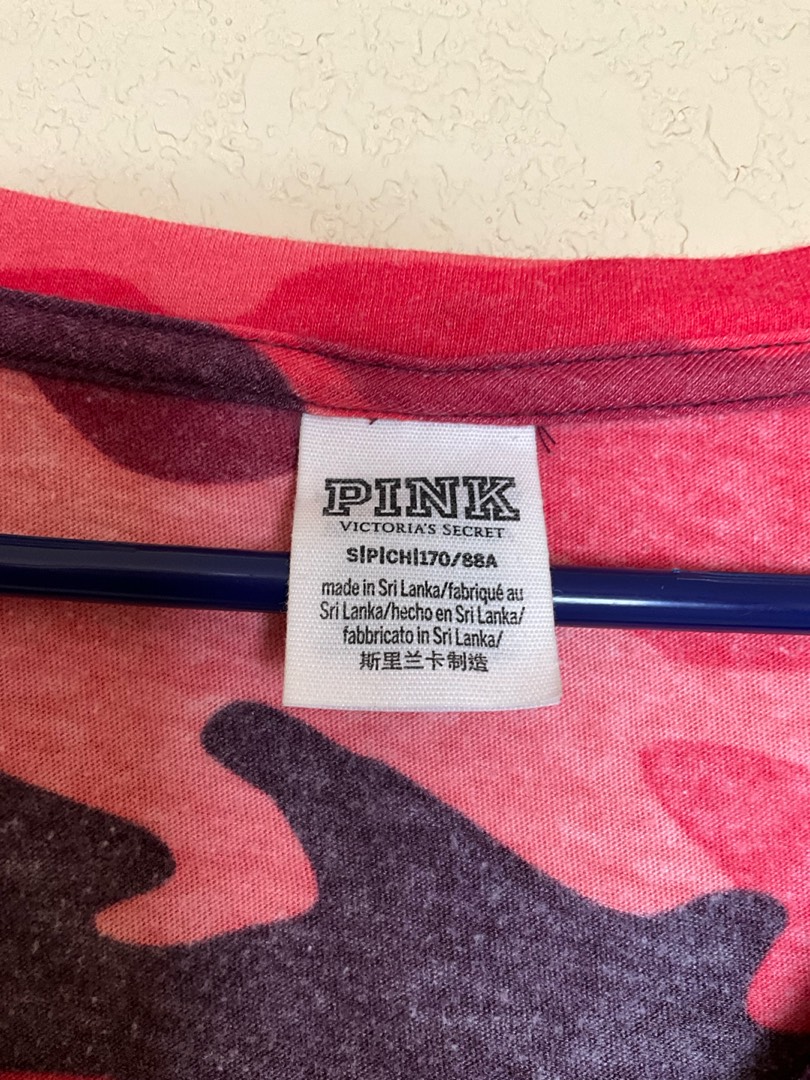 PINK
VICTORIA'S SECRET
S|P|CH|170/88A
made in Sri Lanka/fabriqué au
Sri Lanka/hecho en Sri Lanka/
fabbricato in Sri Lanka/
斯里兰卡制造